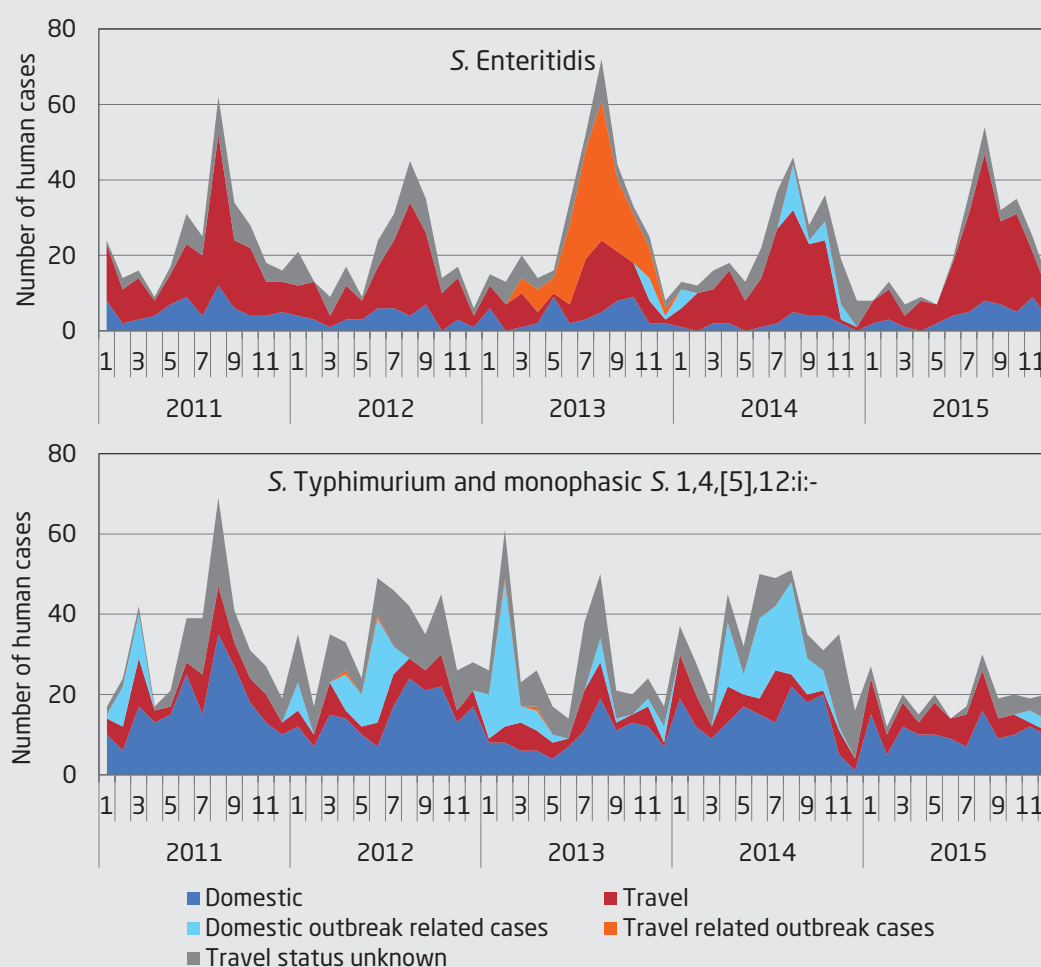 80
S. Enteritidis
60
40
20
0
Number of human cases
1 3 5 7 9 11 1 3 5 7 9 11 1 3 5 7 9 11 1 3 5 7 9 11 1 3 5 7 9 11
2011 2012 2013 2014 2015
80
S. Typhimurium and monophasic S. 1,4,[5],12:i:-
60
40
20
0
Number of human cases
1 3 5 7 9 11 1 3 5 7 9 11 1 3 5 7 9 11 1 3 5 7 9 11 1 3 5 7 9 11
2011 2012 2013 2014 2015
Domestic Travel
Domestic outbreak related cases Travel related outbreak cases
Travel status unknown